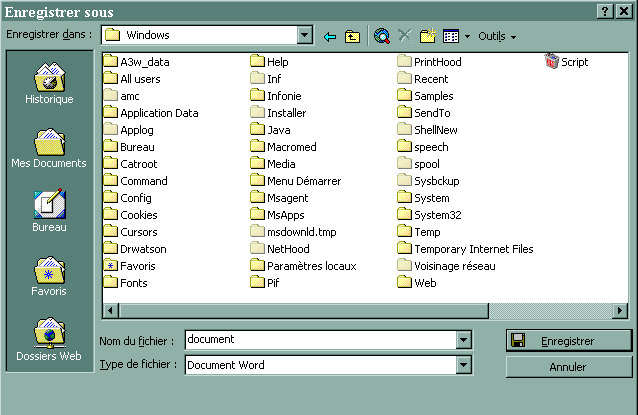 Enregistrer sous
Enregistrer dans : Windows Outils
Historique
Mes Documents
Bureau
Favoris
Dossiers Web
A3w_data
All users
amc
Application Data
Applog
Bureau
Catroot
Command
Config
Cookies
Cursors
Drwatson
Favoris
Fonts
Help
Inf
Infonie
Installer
Java
Macromed
Media
Menu Démarrer
Msagent
MsApps
msdownld.tmp
NetHood
Paramètres locaux
Pif
PrintHood
Recent
Samples
SendTo
ShellNew
speech
spool
Sysbckup
System
System32
Temp
Temporary Internet Files
Voisinage réseau
Web
Script
Nom du fichier : document
Enregistrer
Type de fichier : Document Word
Annuler